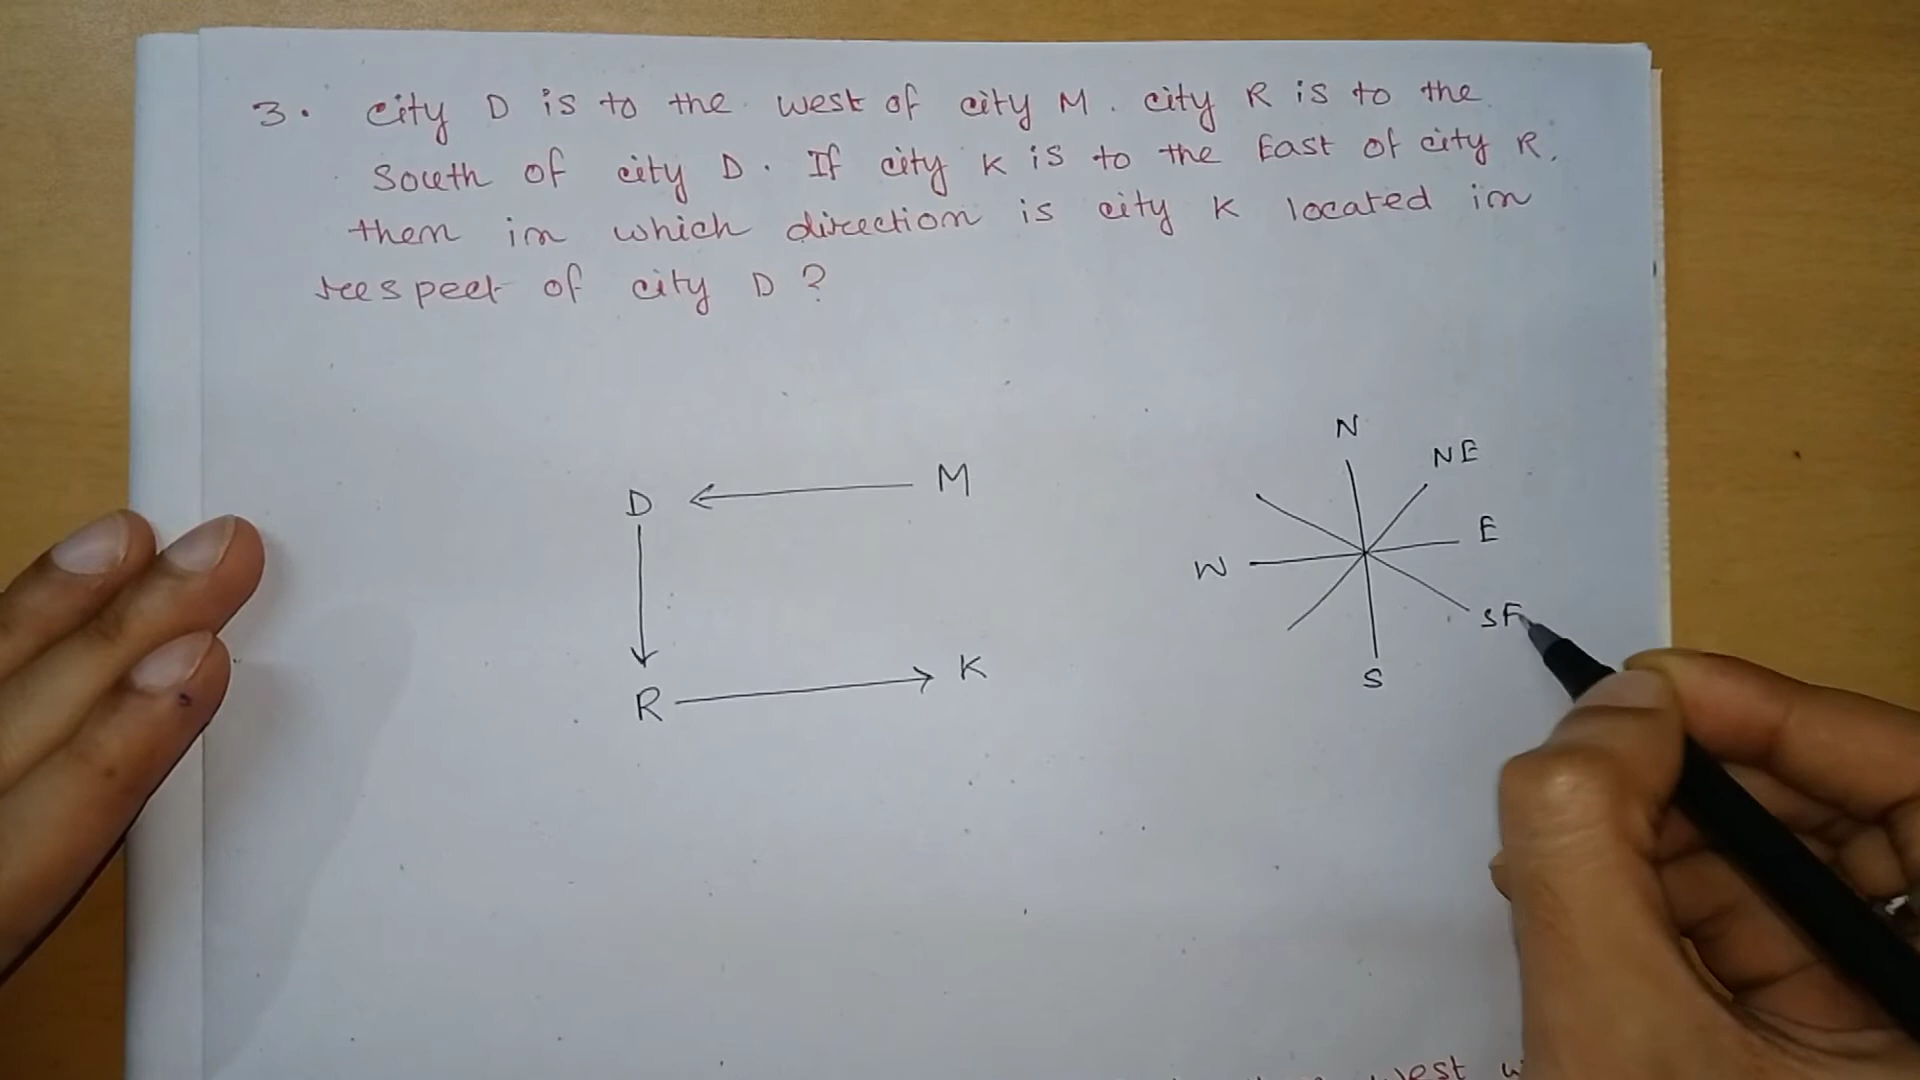 3. city D is to the west of city M. city R is to the
south of city D. If city K is to the East of city R,
then in which direction is city K located in
respect of city D?
N
NE
D M
E
W
SE
K
S
R
West